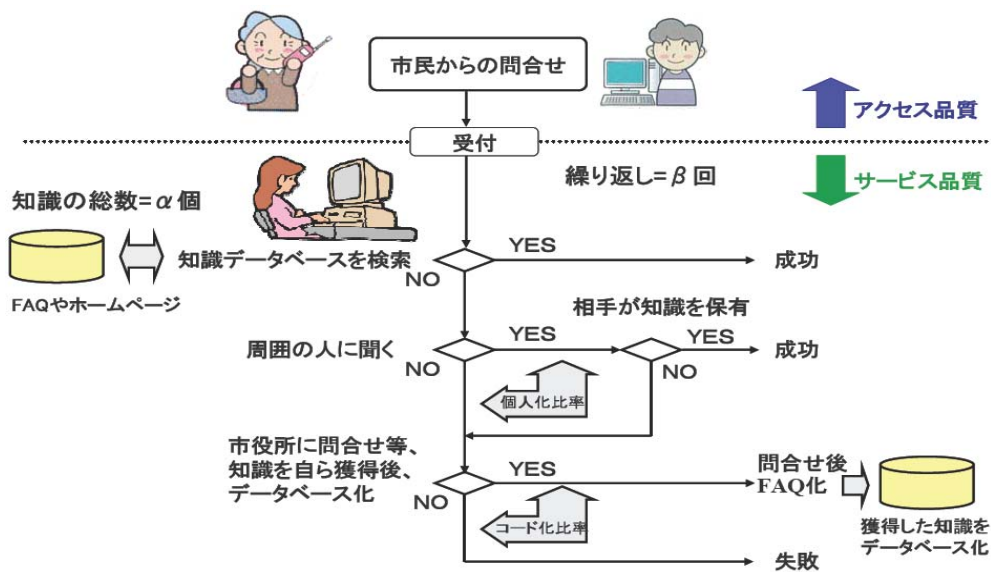 市民からの問合せ
アクセス品質
受付
繰り返し=β回
サービス品質
知識の総数=α個
知識データベースを検索
YES
成功
NO
FAQやホームページ
相手が知識を保有
周囲の人に聞く
YES
YES
成功
NO
NO
個人化比率
市役所に問合せ等、
知識を自ら獲得後、
データベース化
YES
問合せ後
FAQ化
NO
コード化比率
獲得した知識を
データベース化
失敗